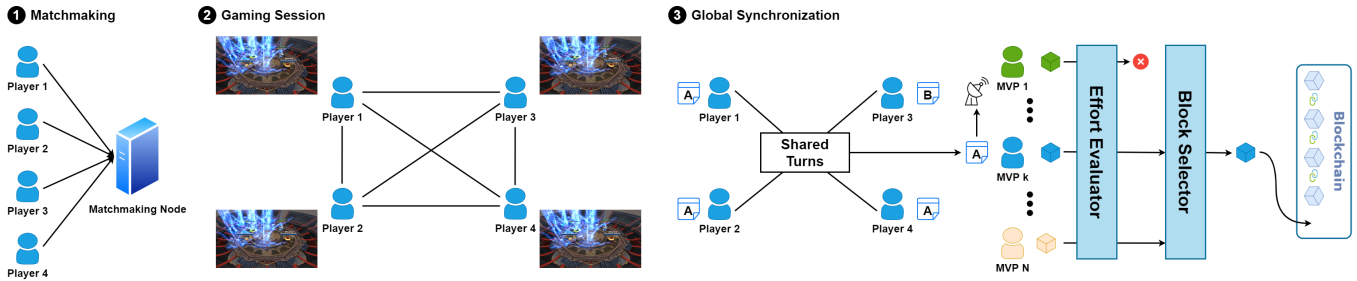 1 Matchmaking
Player 1
Player 2
Player 3
Player 4
Matchmaking Node
2 Gaming Session
Player 1
Player 3
Player 2
Player 4
3 Global Synchronization
A
Player 1
Player 3
B
Shared
Turns
A
Player 2
Player 4
A
A
MVP 1
MVP k
MVP N
Effort Evaluator
Block Selector
Blockchain